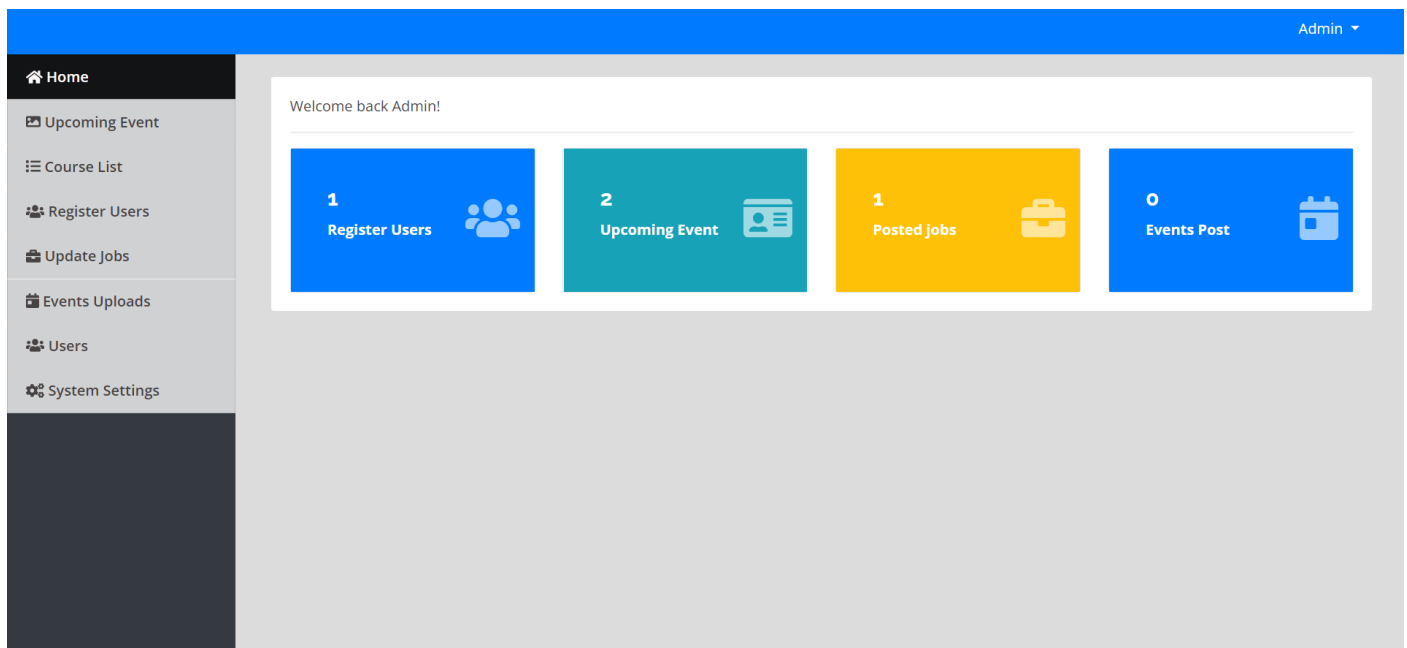 Admin
Home
Upcoming Event
Course List
Register Users
Update Jobs
Events Uploads
Users
System Settings
Welcome back Admin!
1
Register Users
2
Upcoming Event
1
Posted jobs
0
Events Post